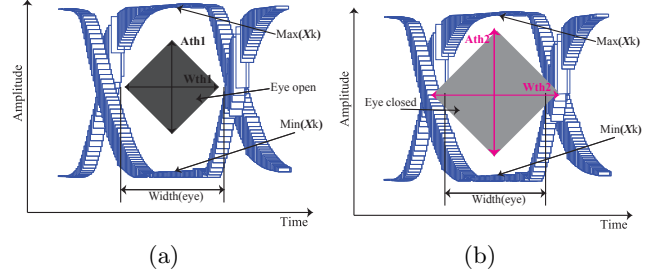 Amplitude
Ath1
Wth1
Max(Xk)
Eye open
Min(Xk)
Width(eye)
Time
(a)
Amplitude
Ath2
Wth2
Max(Xk)
Eye closed
Min(Xk)
Width(eye)
Time
(b)